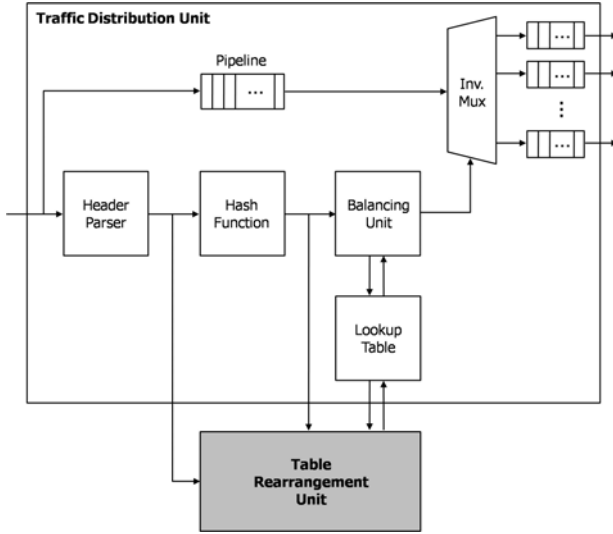 Traffic Distribution Unit
Pipeline
...
...
...
...
Inv.
Mux
Header
Parser
Hash
Function
Balancing
Unit
Lookup
Table
Table
Rearrangement
Unit